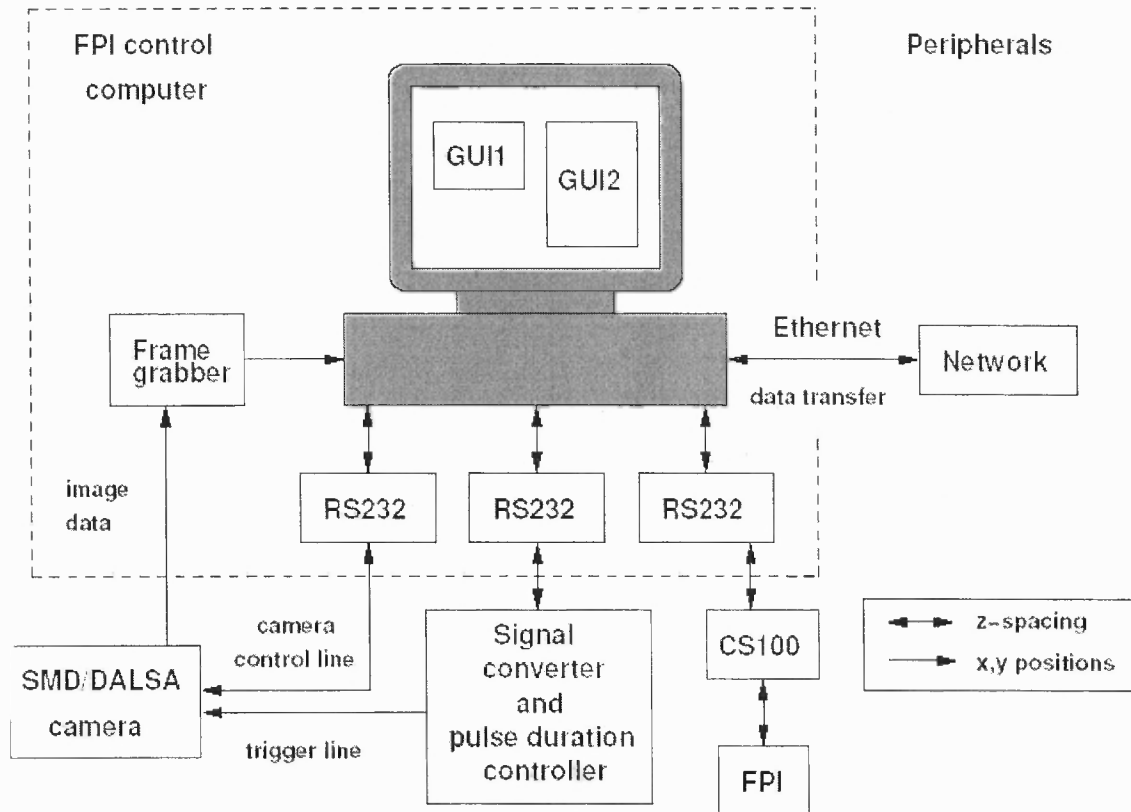 FPI control
computer
Peripherals
GUI1
GUI2
Frame
grabber
Ethernet
data transfer
Network
image
data
RS232
RS232
RS232
camera
control line
SMD/DALSA
camera
trigger line
Signal
converter
and
pulse duration
controller
CS100
FPI
z-spacing
x,y positions